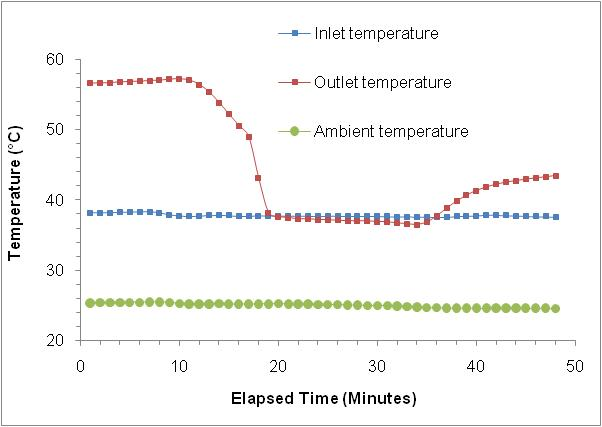 Inlet temperature
Outlet temperature
Ambient temperature
60
50
40
30
20
Temperature (°C)
0
10
20
30
40
50
Elapsed Time (Minutes)